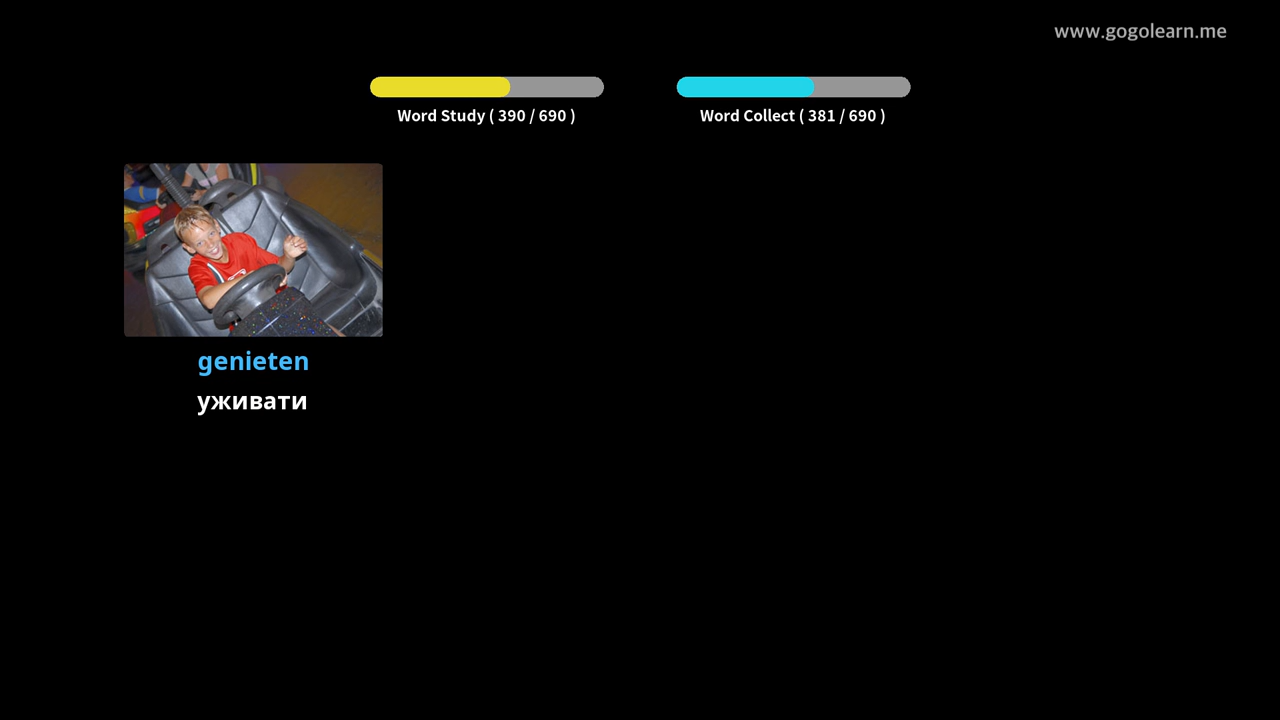 www.gogolearn.me
Word Study ( 390 / 690 )
Word Collect ( 381 / 690 )
genieten
уживати